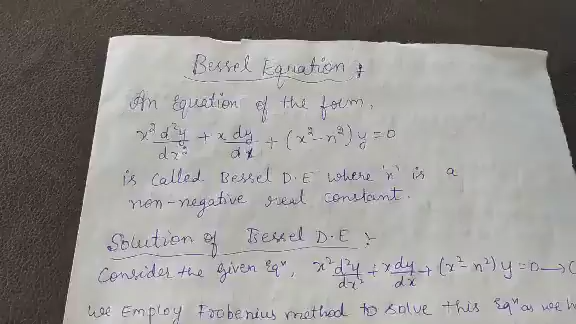 Bessel Equation :
An Equation of the form,
x² d²y/dx² + x dy/dx + (x² - n²) y = 0
is called Bessel D.E where 'n' is a
non-negative real constant.
Solution of Bessel D.E :-
Consider the given Eqⁿ, x² d²y/dx² + x dy/dx + (x² - n²) y = 0 → (
We Employ Frobenius method to solve this Eqⁿ as we h